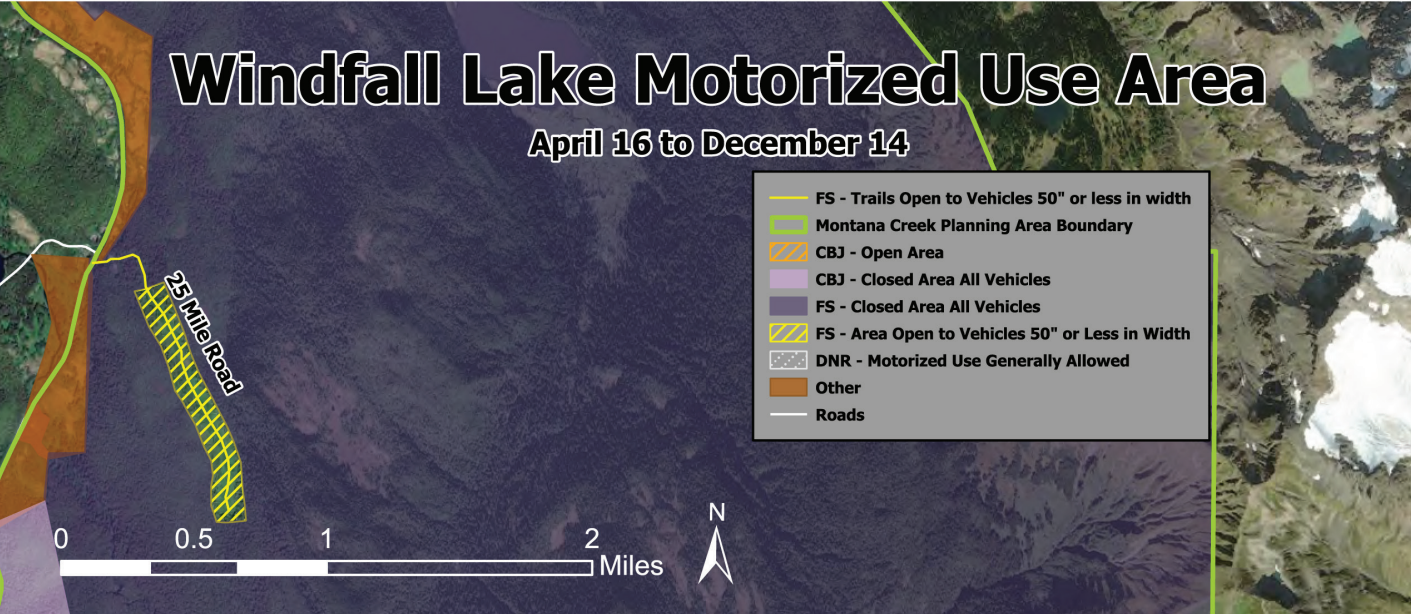 Windfall Lake Motorized Use Area
April 16 to December 14
FS - Trails Open to Vehicles 50" or less in width
Montana Creek Planning Area Boundary
CBJ - Open Area
CBJ - Closed Area All Vehicles
FS - Closed Area All Vehicles
FS - Area Open to Vehicles 50" or Less in Width
DNR - Motorized Use Generally Allowed
Other
Roads
25 Mile Road
N
0 0.5 1 2
Miles